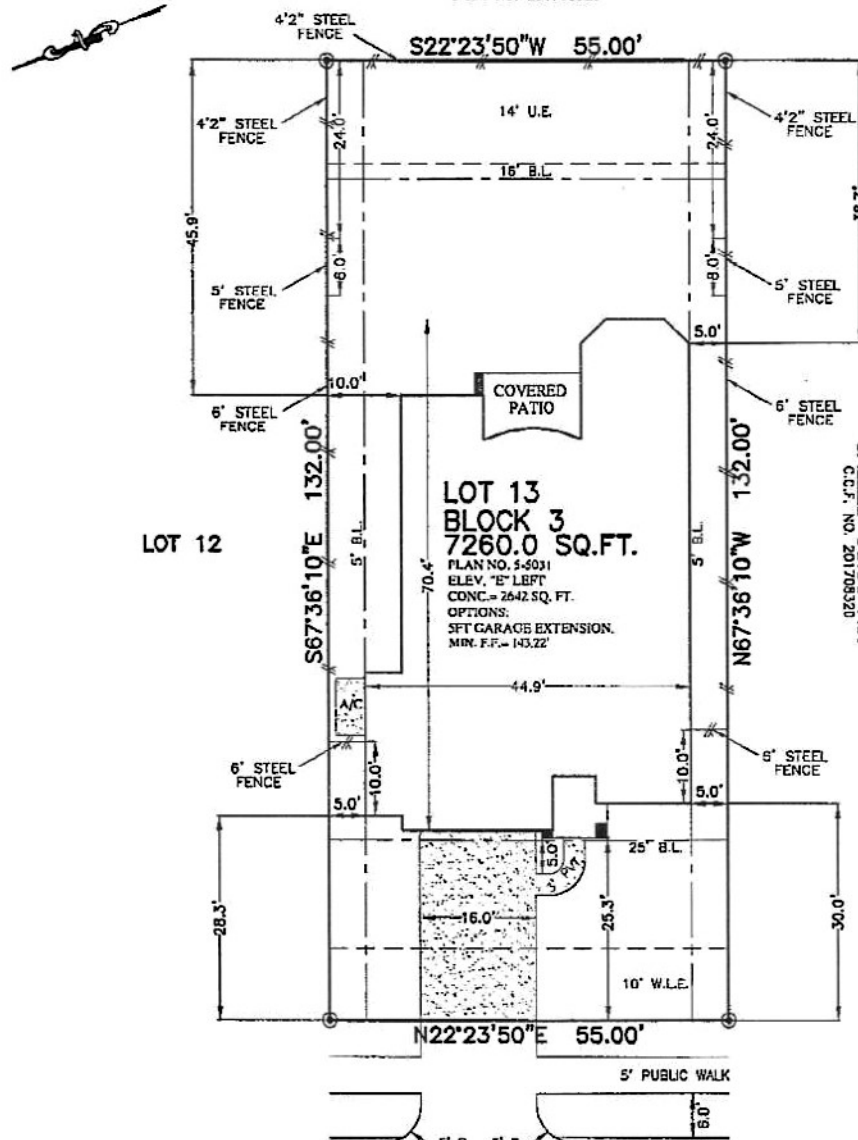 4'2" STEEL
FENCE
S22°23'50"W 55.00'
4'2" STEEL
FENCE
24.0'
14' U.E.
24.0'
4'2" STEEL
FENCE
16' B.L.
45.9'
5' STEEL
FENCE
8.0'
8.0'
5' STEEL
FENCE
5.0'
10.0'
COVERED
PATIO
6' STEEL
FENCE
6' STEEL
FENCE
S67°36'10"E 132.00'
N67°36'10"W 132.00'
C.C.F. NO. 201708320
LOT 12
5' B.L.
LOT 13
BLOCK 3
7260.0 SQ.FT.
PLAN NO. 5-5031
ELEV. "E" LEFT
CONC.= 2642 SQ. FT.
OPTIONS:
5FT GARAGE EXTENSION.
MIN. F.F.= 143.22'
5' B.L.
70.4'
44.9'
A/C
6' STEEL
FENCE
10.0'
5.0'
10.0'
5.0'
6' STEEL
FENCE
25' B.L.
5.0'
3' PVT.
28.3'
16.0'
25.3'
30.0'
10' W.L.E.
N22°23'50"E 55.00'
5' PUBLIC WALK
6.0'